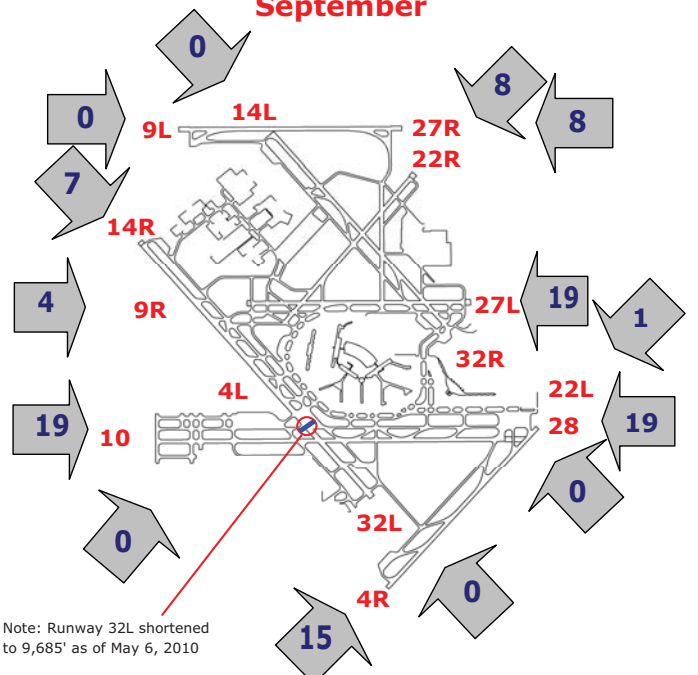 September
0
14L
8
0
9L
27R
8
22R
7
14R
4
9R
27L
19
1
32R
4L
22L
19
10
28
19
0
0
32L
4R
0
15
Note: Runway 32L shortened
to 9,685' as of May 6, 2010